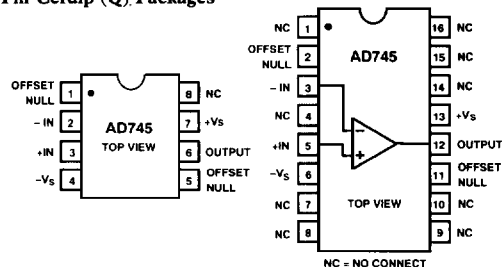 Pin Cerdip (Q) Packages
OFFSET NULL 1
– IN 2
+IN 3
–VS 4
AD745
TOP VIEW
8 NC
7 +VS
6 OUTPUT
5 OFFSET NULL
NC 1
OFFSET NULL 2
– IN 3
NC 4
+IN 5
–VS 6
NC 7
NC 8
AD745
–
+
TOP VIEW
16 NC
15 NC
14 NC
13 +VS
12 OUTPUT
11 OFFSET NULL
10 NC
9 NC
NC = NO CONNECT